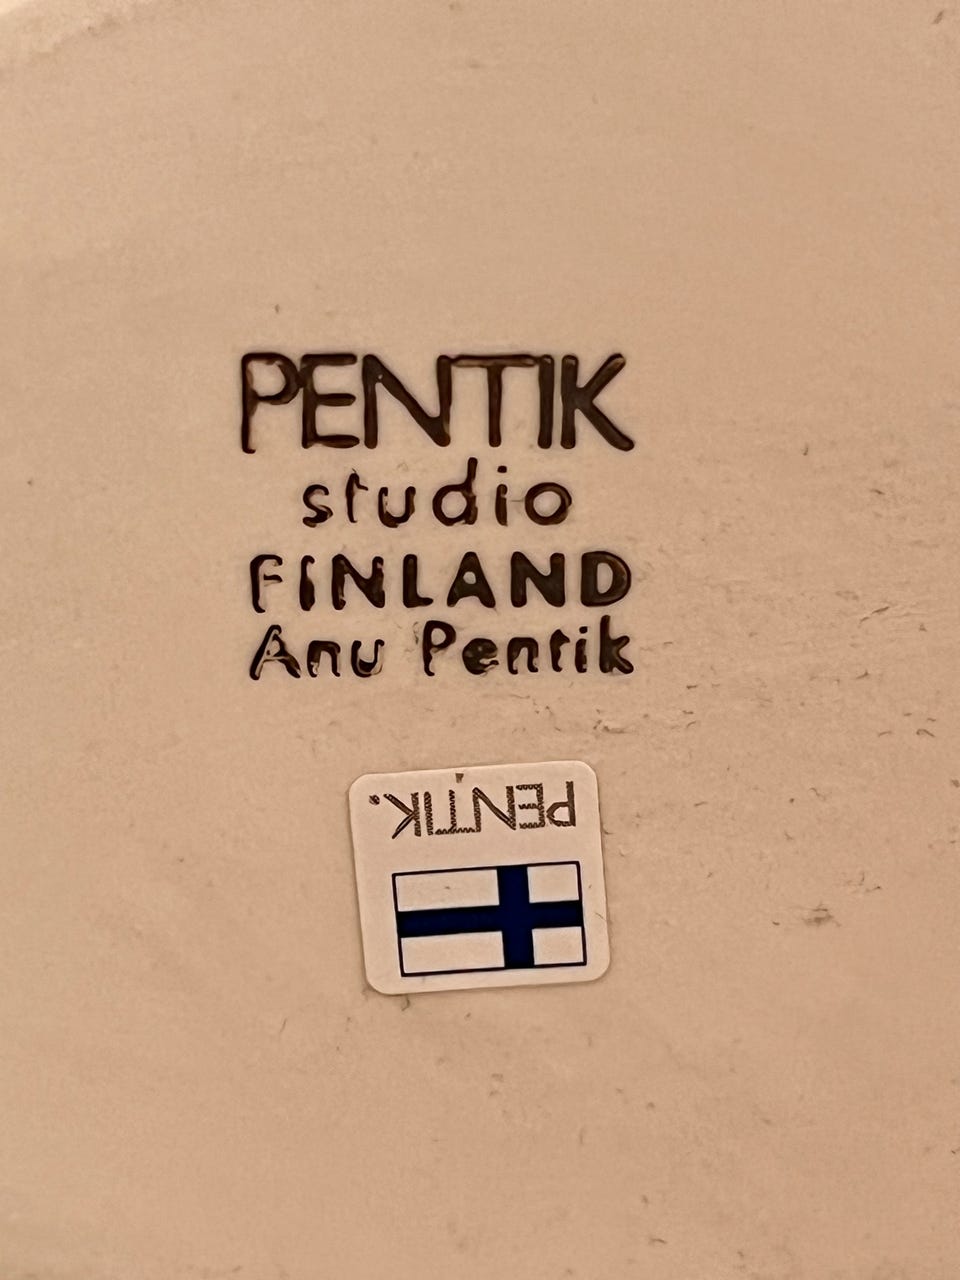 PENTIK
studio
FINLAND
Anu Pentik
PENTIK.